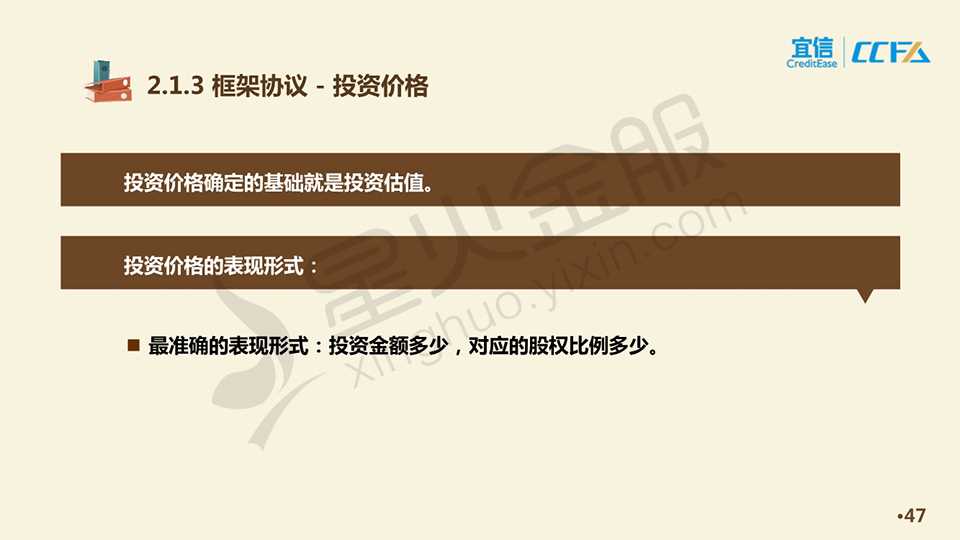 宜信
CreditEase
CCFA
2.1.3 框架协议 - 投资价格
投资价格确定的基础就是投资估值。
投资价格的表现形式：
■ 最准确的表现形式：投资金额多少，对应的股权比例多少。
星火金服
xinghuo.yixin.com
•47